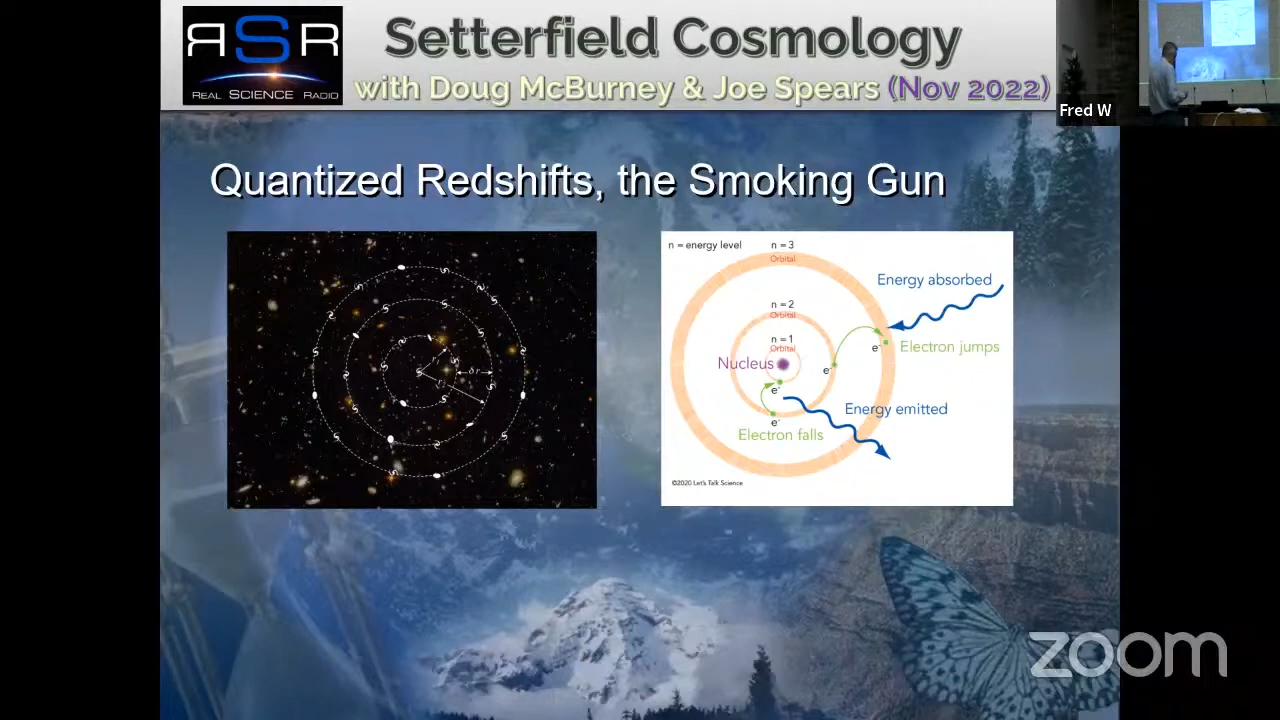 RSR
REAL SCIENCE RADIO
Setterfield Cosmology
with Doug McBurney & Joe Spears (Nov 2022)
Fred W
Quantized Redshifts, the Smoking Gun
δr
r
n = energy level
n = 3
Orbital
n = 2
Orbital
n = 1
Orbital
Nucleus
Energy absorbed
e-
Electron jumps
e-
e-
Energy emitted
e-
Electron falls
©2020 Let's Talk Science
zoom